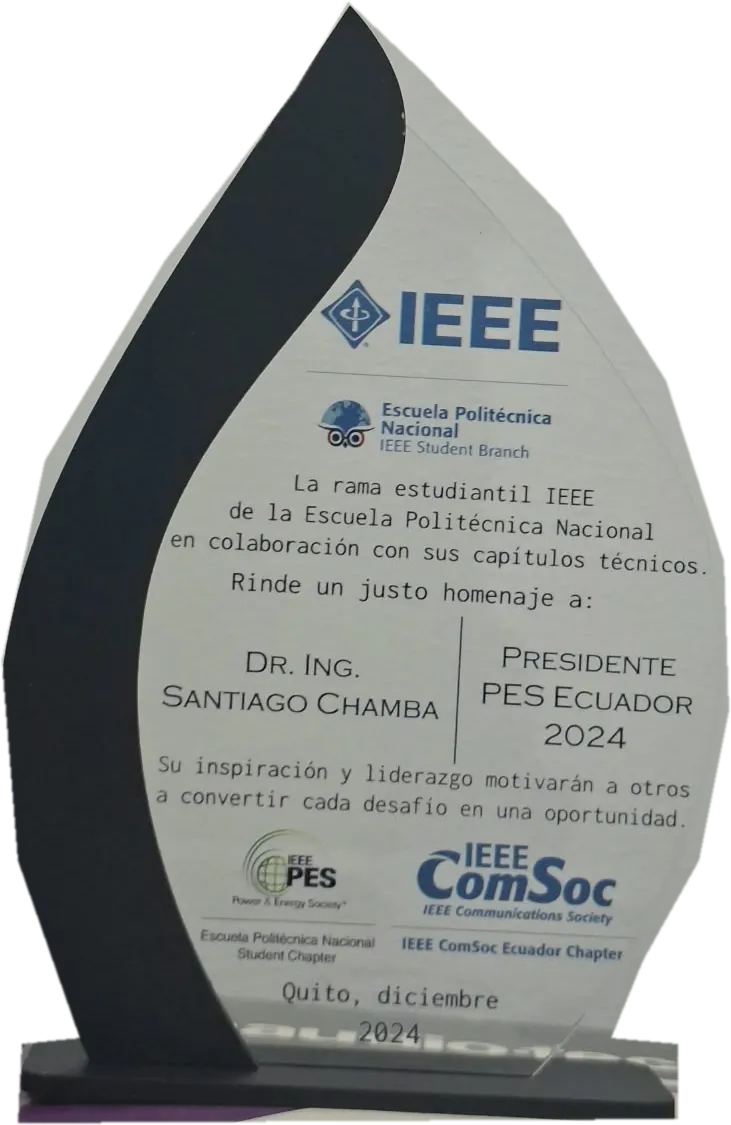 IEEE
Escuela Politécnica
Nacional
IEEE Student Branch
La rama estudiantil IEEE
de la Escuela Politécnica Nacional
en colaboración con sus capítulos técnicos.
Rinde un justo homenaje a:
DR. ING.
SANTIAGO CHAMBA
PRESIDENTE
PES ECUADOR
2024
Su inspiración y liderazgo motivarán a otros
a convertir cada desafío en una oportunidad.
IEEE
PES
Power & Energy Society®
Escuela Politécnica Nacional
Student Chapter
IEEE
ComSoc
IEEE Communications Society
IEEE ComSoc Ecuador Chapter
Quito, diciembre
2024